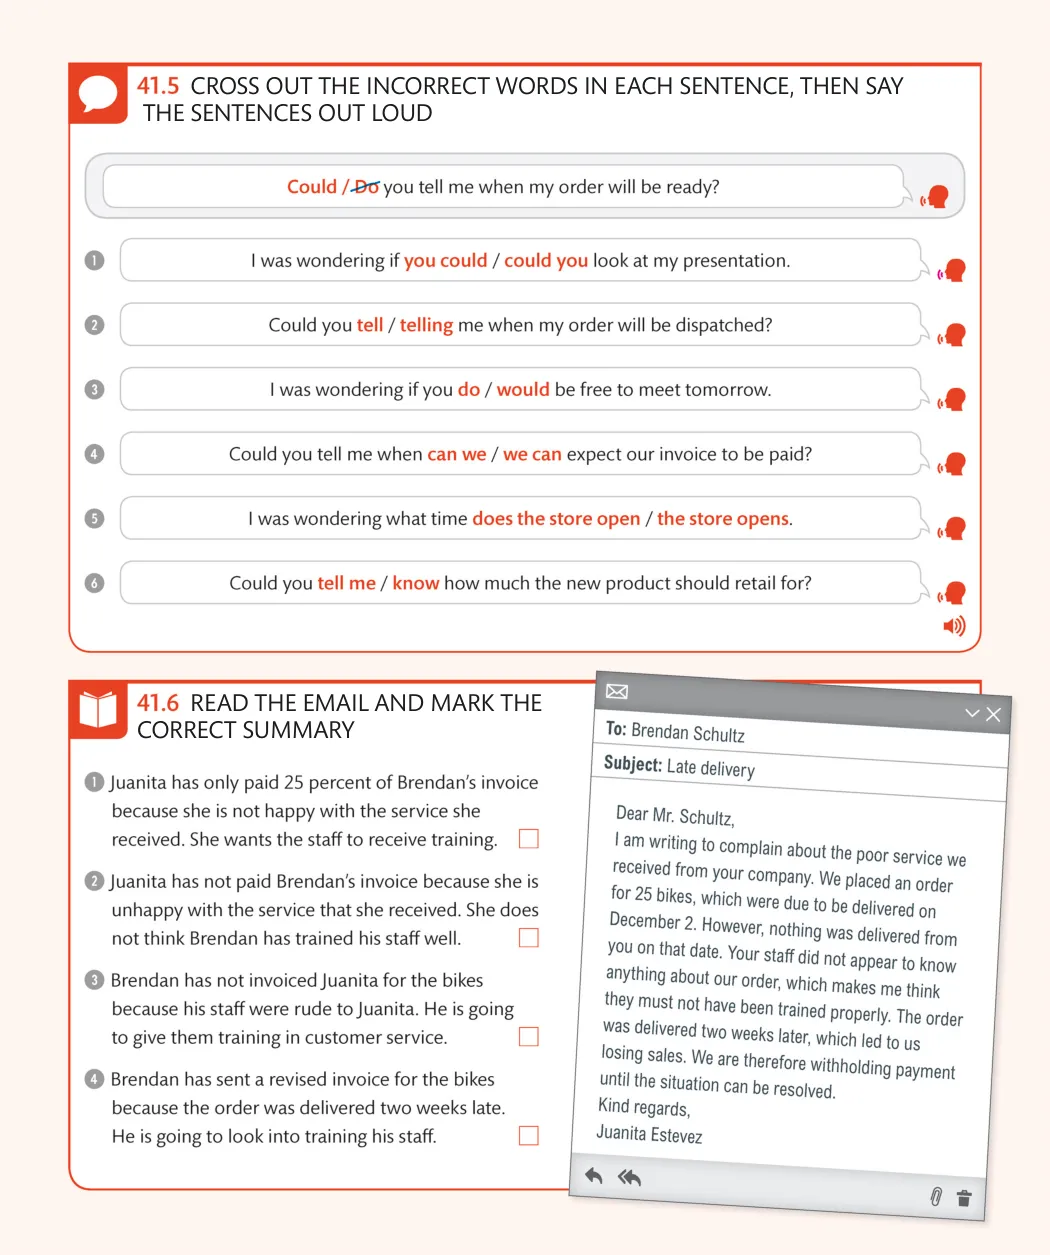 41.5 CROSS OUT THE INCORRECT WORDS IN EACH SENTENCE, THEN SAY
THE SENTENCES OUT LOUD
Could / Do you tell me when my order will be ready?
1 I was wondering if you could / could you look at my presentation.
2 Could you tell / telling me when my order will be dispatched?
3 I was wondering if you do / would be free to meet tomorrow.
4 Could you tell me when can we / we can expect our invoice to be paid?
5 I was wondering what time does the store open / the store opens.
6 Could you tell me / know how much the new product should retail for?
41.6 READ THE EMAIL AND MARK THE
CORRECT SUMMARY
1 Juanita has only paid 25 percent of Brendan's invoice
because she is not happy with the service she
received. She wants the staff to receive training.
2 Juanita has not paid Brendan's invoice because she is
unhappy with the service that she received. She does
not think Brendan has trained his staff well.
3 Brendan has not invoiced Juanita for the bikes
because his staff were rude to Juanita. He is going
to give them training in customer service.
4 Brendan has sent a revised invoice for the bikes
because the order was delivered two weeks late.
He is going to look into training his staff.
To: Brendan Schultz
Subject: Late delivery
Dear Mr. Schultz,
I am writing to complain about the poor service we
received from your company. We placed an order
for 25 bikes, which were due to be delivered on
December 2. However, nothing was delivered from
you on that date. Your staff did not appear to know
anything about our order, which makes me think
they must not have been trained properly. The order
was delivered two weeks later, which led to us
losing sales. We are therefore withholding payment
until the situation can be resolved.
Kind regards,
Juanita Estevez